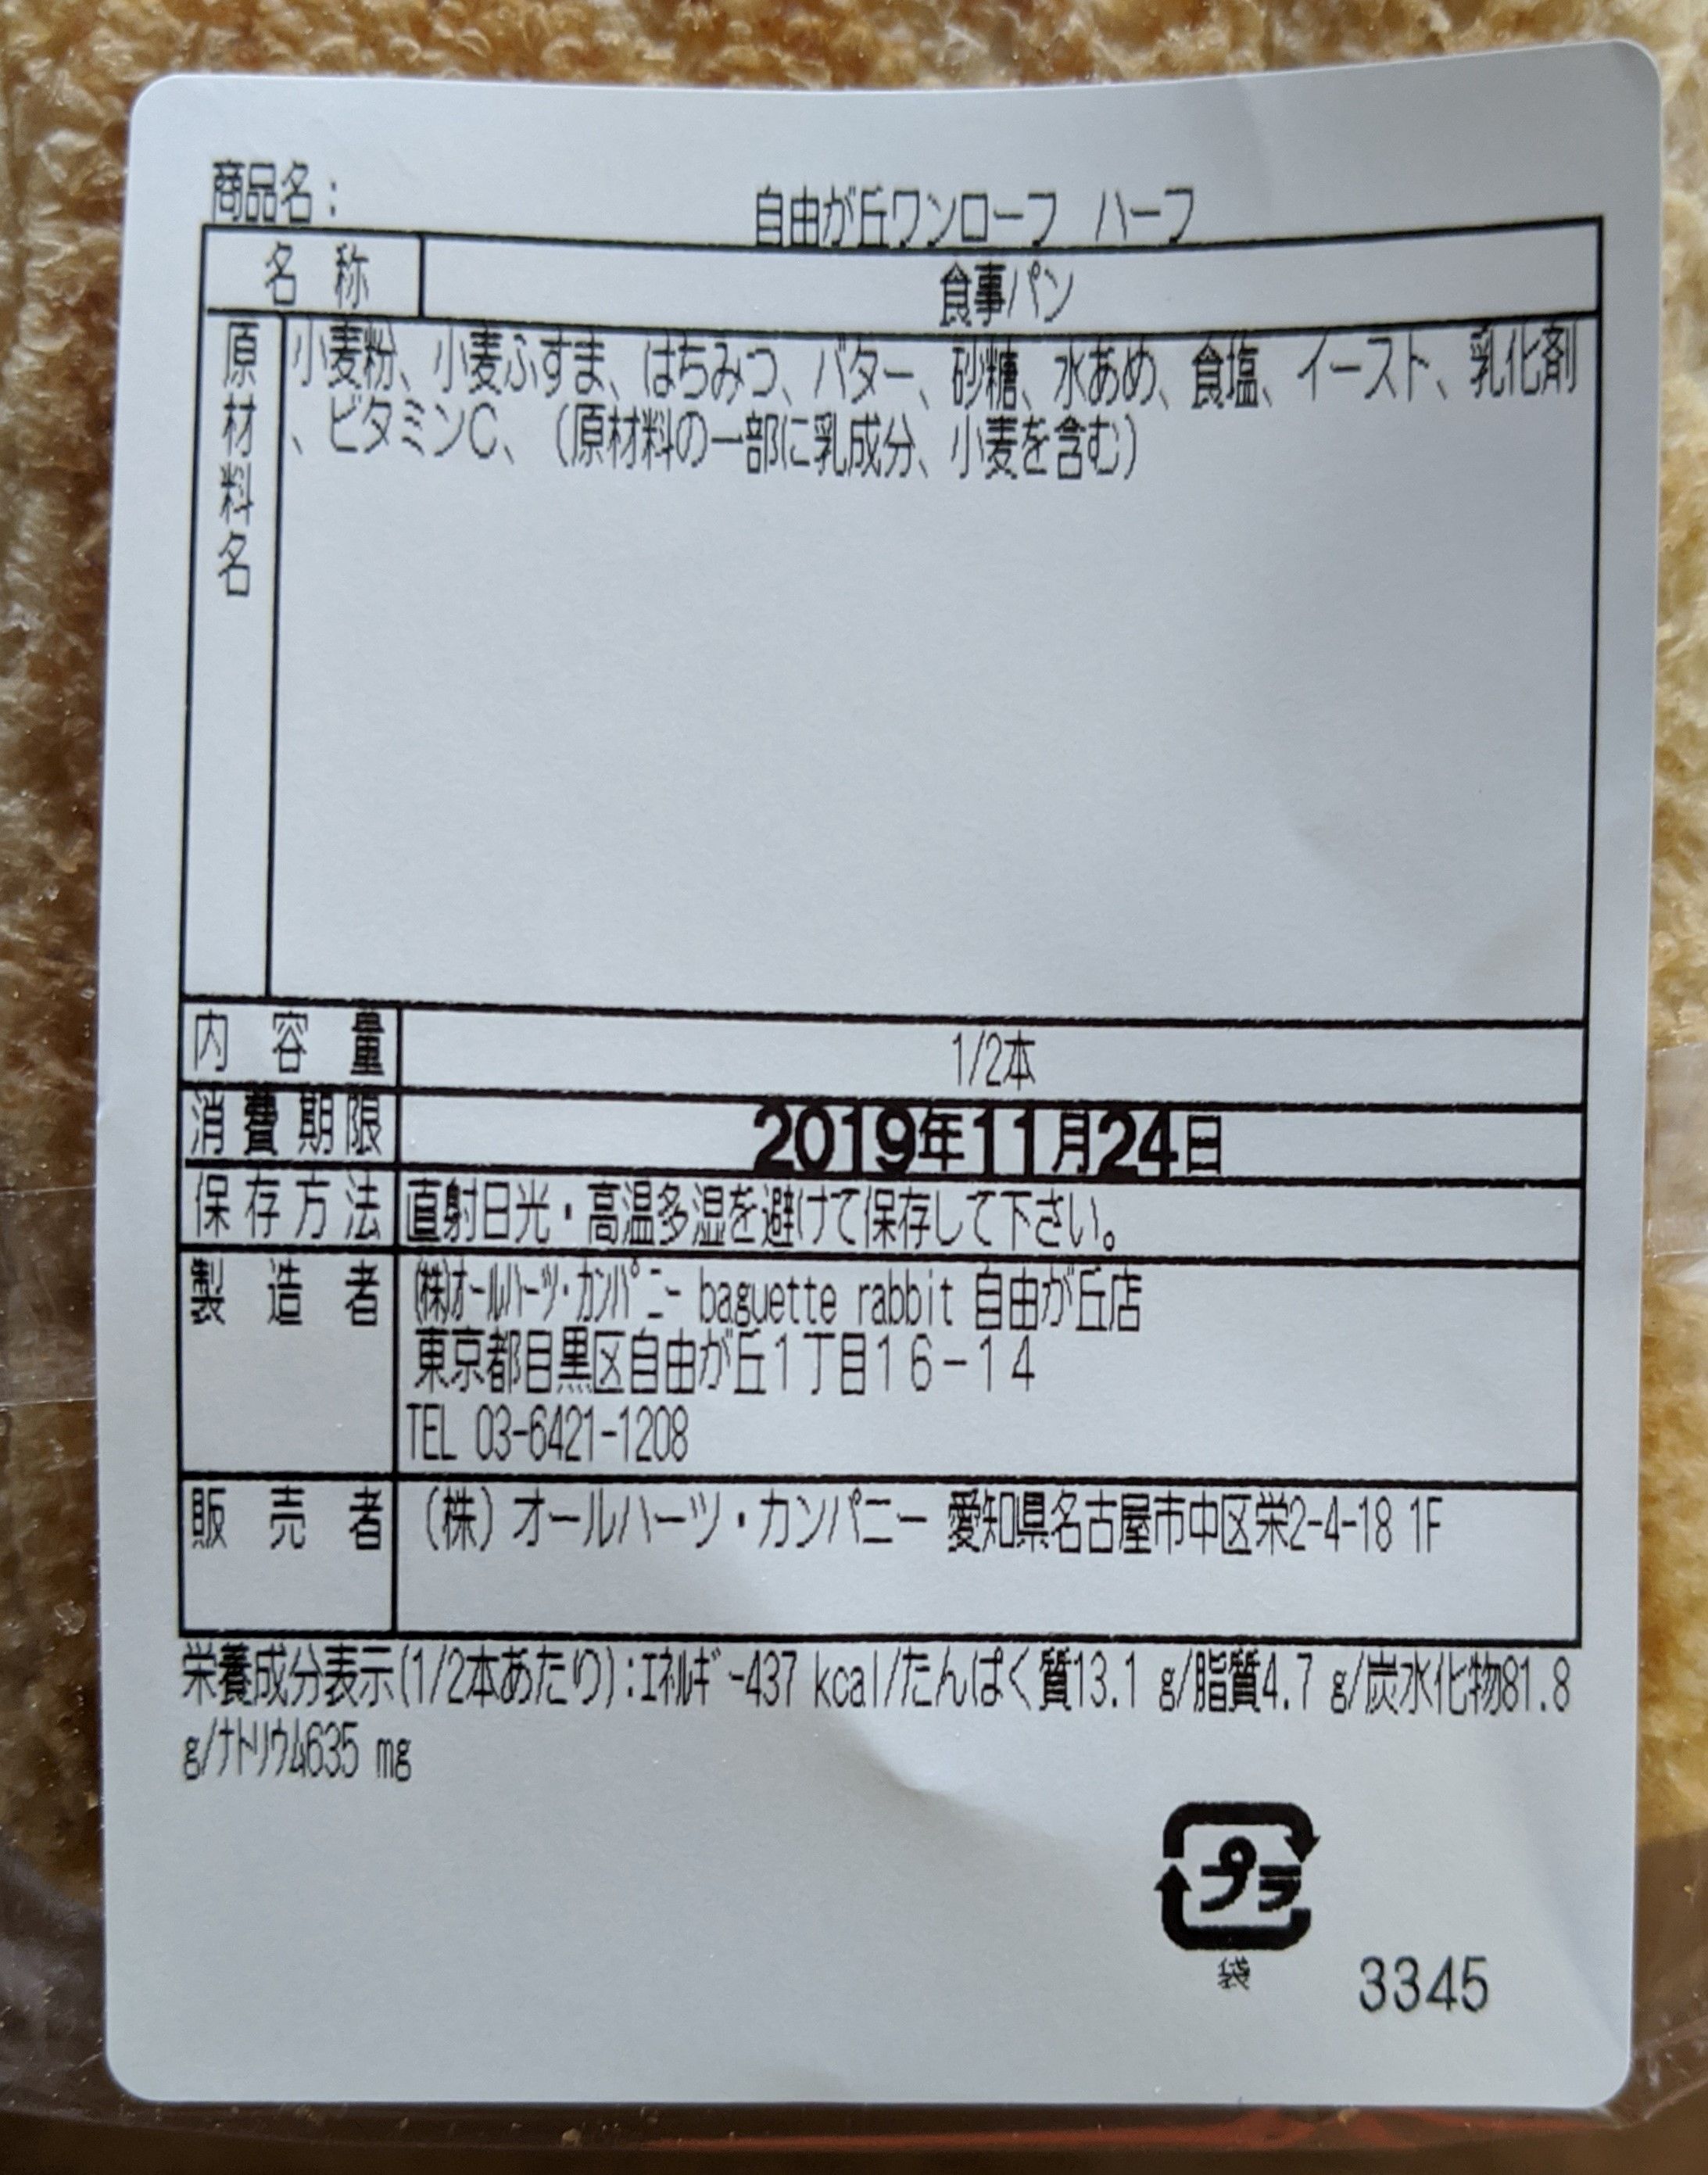 商品名：
自由が丘ワンローフ　ハーフ
名称 食事パン
原材料名 小麦粉、小麦ふすま、はちみつ、バター、砂糖、水あめ、食塩、イースト、乳化剤
、ビタミンC、（原材料の一部に乳成分、小麦を含む）
内容量 1/2本
消費期限 2019年11月24日
保存方法 直射日光・高温多湿を避けて保存して下さい。
製造者 ㈱ｵｰﾙﾊｰﾂ・ｶﾝﾊﾟﾆｰ baguette rabbit 自由が丘店
東京都目黒区自由が丘１丁目１６−１４
TEL 03-6421-1208
販売者 （株）オールハーツ・カンパニー 愛知県名古屋市中区栄2-4-18 1F
栄養成分表示(1/2本あたり):ｴﾈﾙｷﾞｰ437 kcal/たんぱく質13.1 g/脂質4.7 g/炭水化物81.8
g/ﾅﾄﾘｳﾑ635 mg
プラ
袋
3345